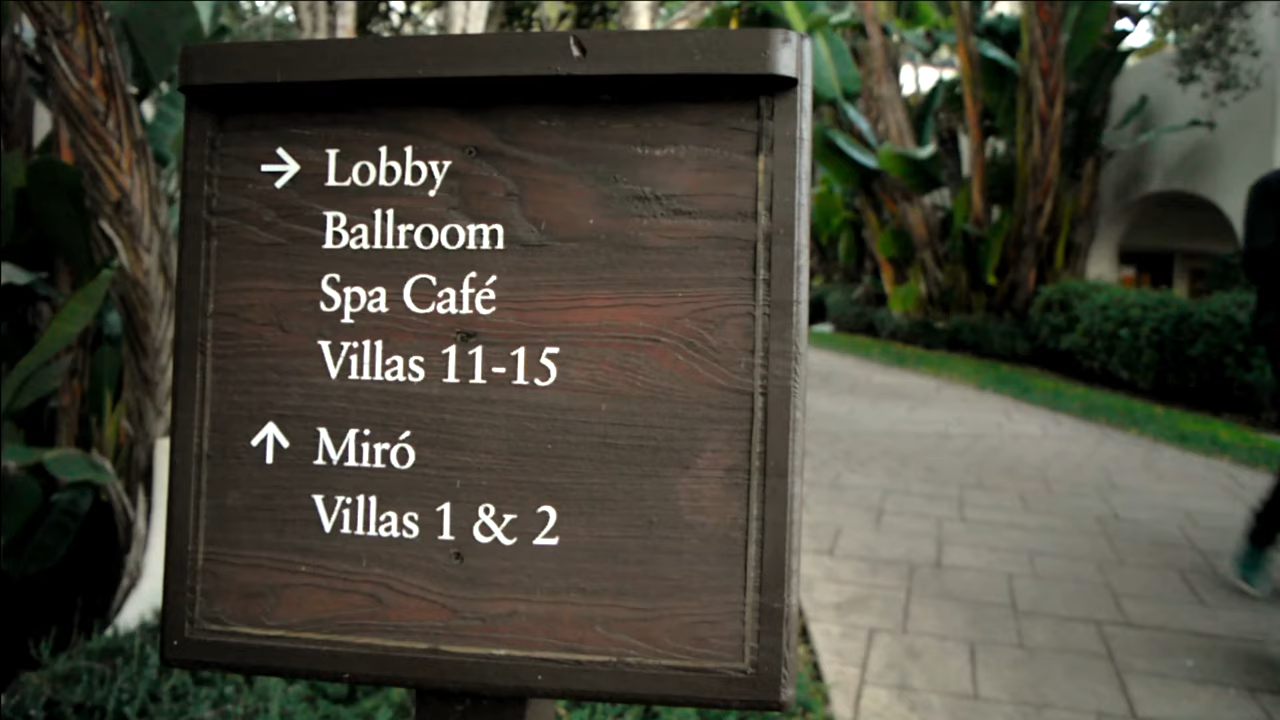 → Lobby
Ballroom
Spa Café
Villas 11-15
↑ Miró
Villas 1 & 2